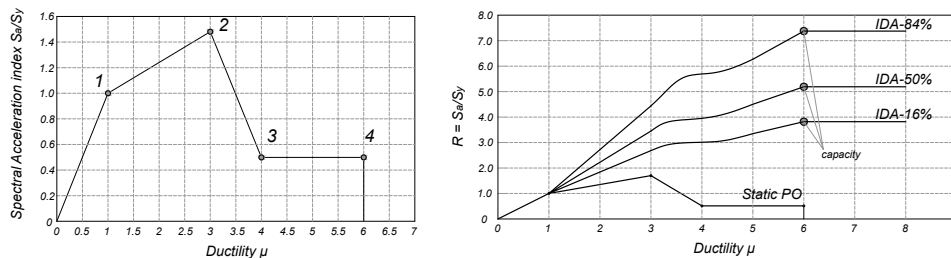 Spectral Acceleration index Sa/Sy
1.6
1.4
1.2
1.0
0.8
0.6
0.4
0.2
0
1
2
3
4
0 0.5 1 1.5 2 2.5 3 3.5 4 4.5 5 5.5 6 6.5 7
Ductility μ
R = Sa/Sy
8.0
7.0
6.0
5.0
4.0
3.0
2.0
1.0
0
IDA-84%
IDA-50%
IDA-16%
capacity
Static PO
0 1 2 3 4 5 6 7 8
Ductility μ